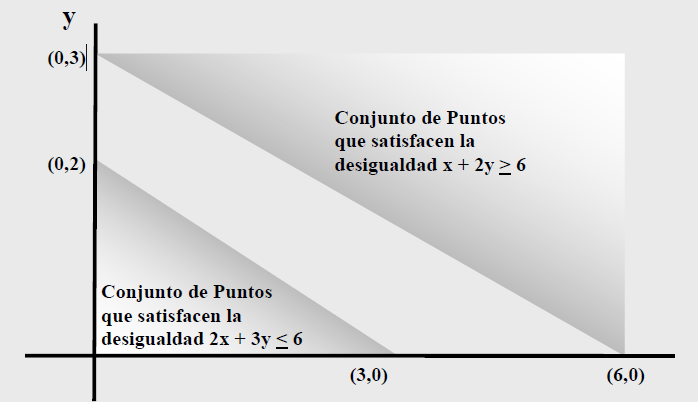 y
(0,3)
Conjunto de Puntos
que satisfacen la
desigualdad x + 2y ≥ 6
(0,2)
Conjunto de Puntos
que satisfacen la
desigualdad 2x + 3y ≤ 6
(3,0)
(6,0)